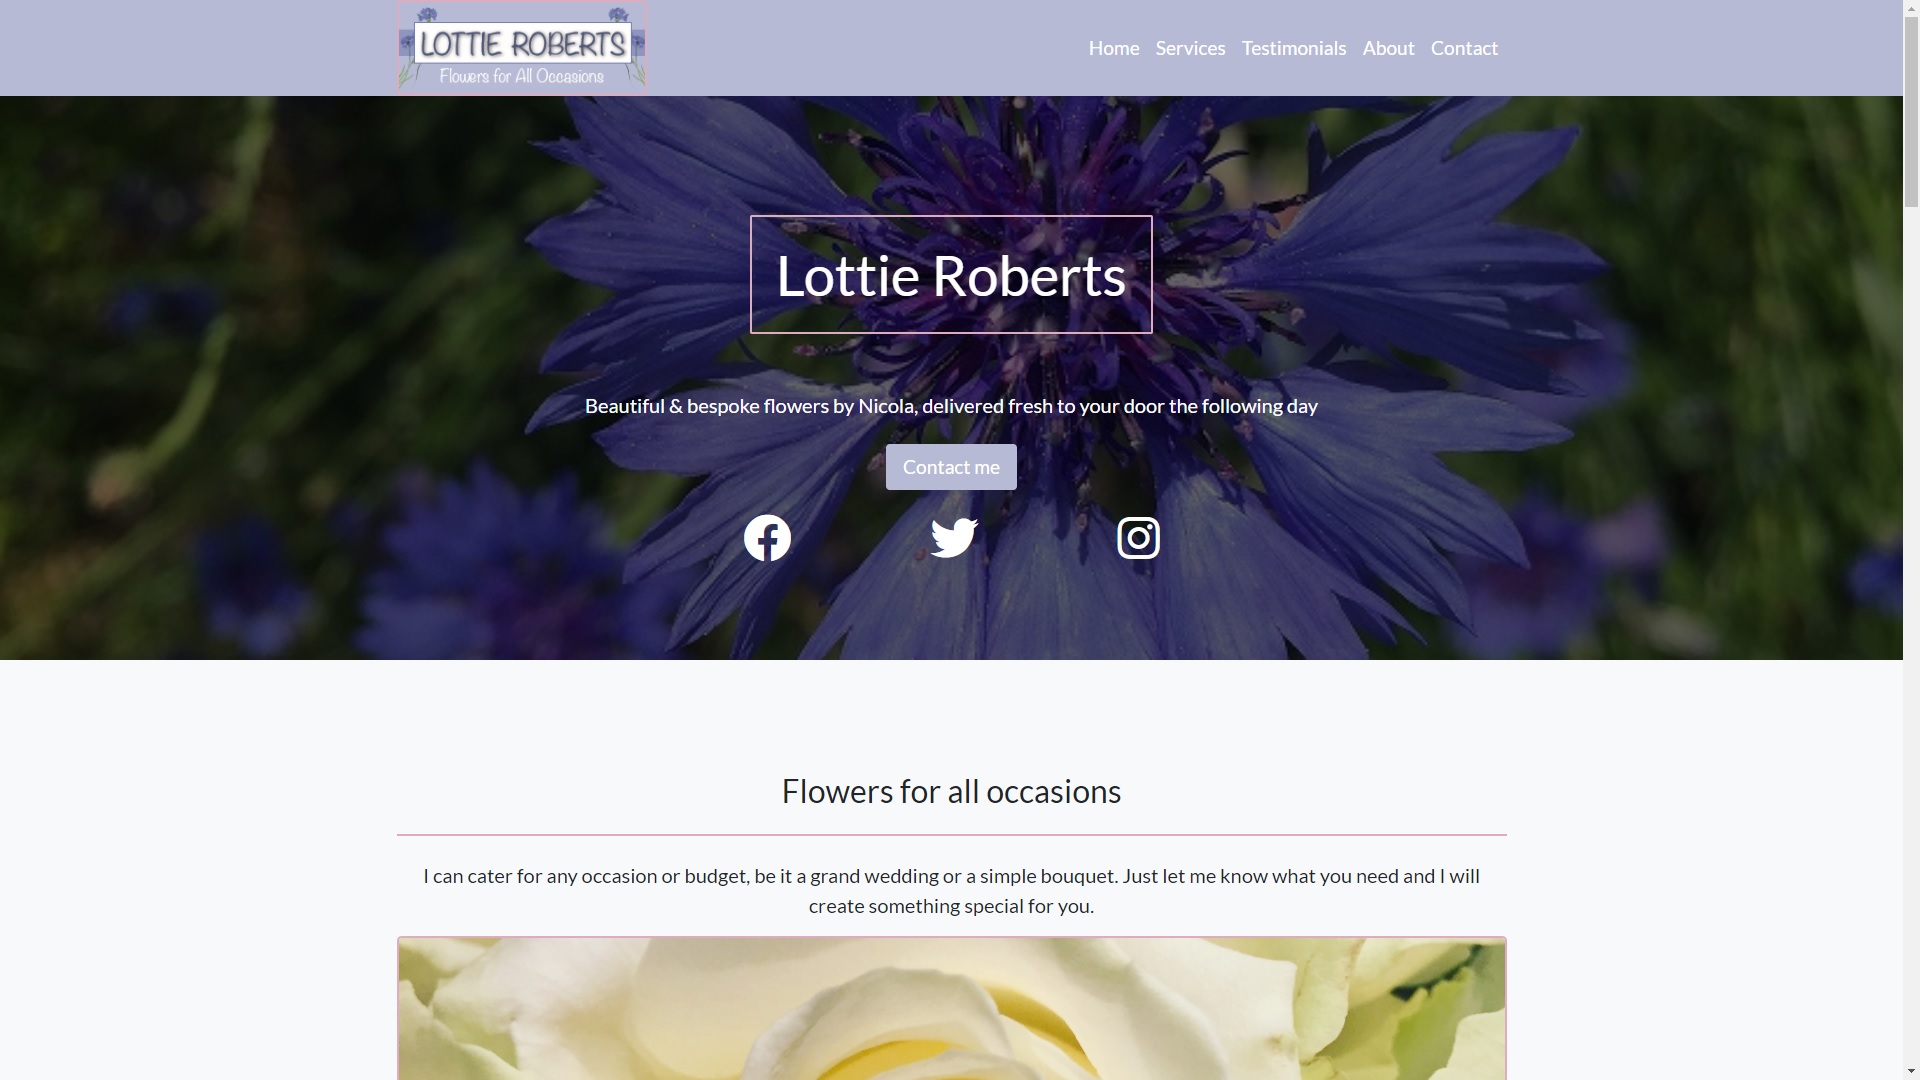 LOTTIE ROBERTS
Flowers for All Occasions
Home Services Testimonials About Contact
Lottie Roberts
Beautiful & bespoke flowers by Nicola, delivered fresh to your door the following day
Contact me
Flowers for all occasions
I can cater for any occasion or budget, be it a grand wedding or a simple bouquet. Just let me know what you need and I will
create something special for you.